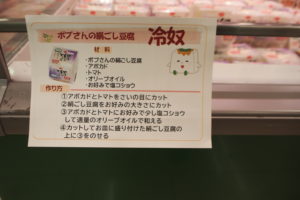 ボブさんの絹ごし豆腐 冷奴
材料
・ボブさんの絹ごし豆腐
・アボカド
・トマト
・オリーブオイル
・お好みで塩コショウ
作り方
①アボカドとトマトをさいの目にカット
②絹ごし豆腐をお好みの大きさにカット
③アボカドとトマトにお好みで少し塩コショウ
して適量のオリーブオイルで和える
④カットしてお皿に盛り付けた絹ごし豆腐の
上に③をのせる